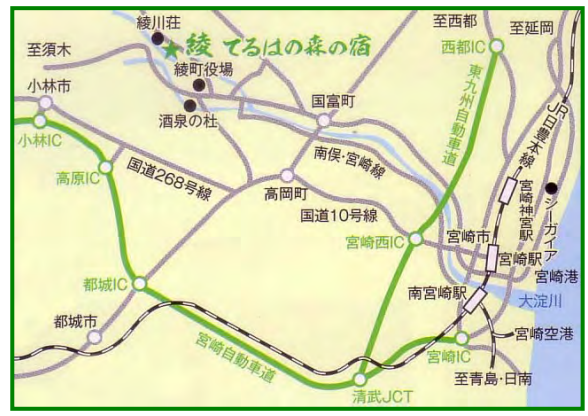 綾川荘
至須木
綾 てるはの森の宿
至西都
至延岡
西都IC
綾町役場
小林市
酒泉の杜
国富町
東九州自動車道
JR日豊本線
小林IC
南俣・宮崎線
高原IC
国道268号線
高岡町
国道10号線
宮崎神宮駅
シーガイア
宮崎西IC
宮崎市
宮崎駅
宮崎港
都城IC
南宮崎駅
大淀川
都城市
宮崎自動車道
宮崎IC
宮崎空港
清武JCT
至青島・日南